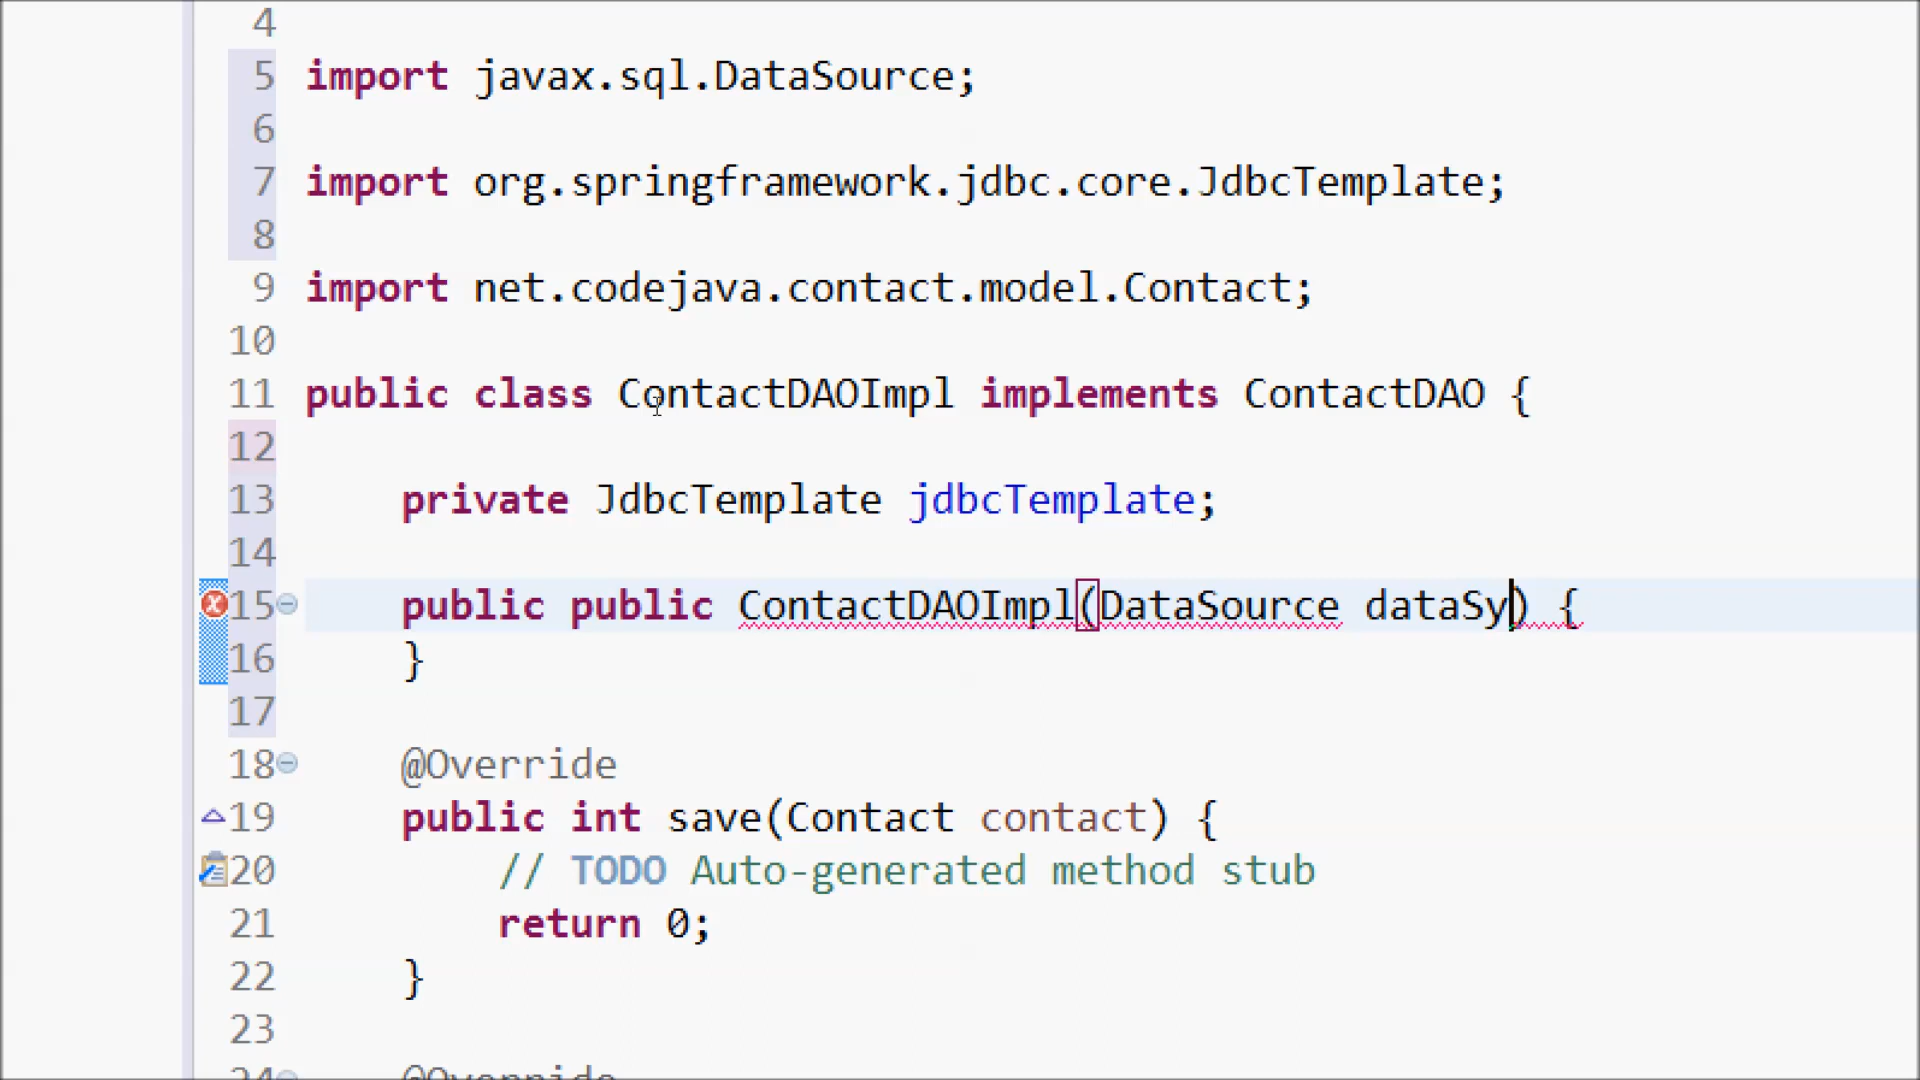 4
5 import javax.sql.DataSource;
6
7 import org.springframework.jdbc.core.JdbcTemplate;
8
9 import net.codejava.contact.model.Contact;
10
11 public class ContactDAOImpl implements ContactDAO {
12
13 private JdbcTemplate jdbcTemplate;
14
15 public public ContactDAOImpl(DataSource dataSy) {
16 }
17
18 @Override
19 public int save(Contact contact) {
20 // TODO Auto-generated method stub
21 return 0;
22 }
23
24 @Override